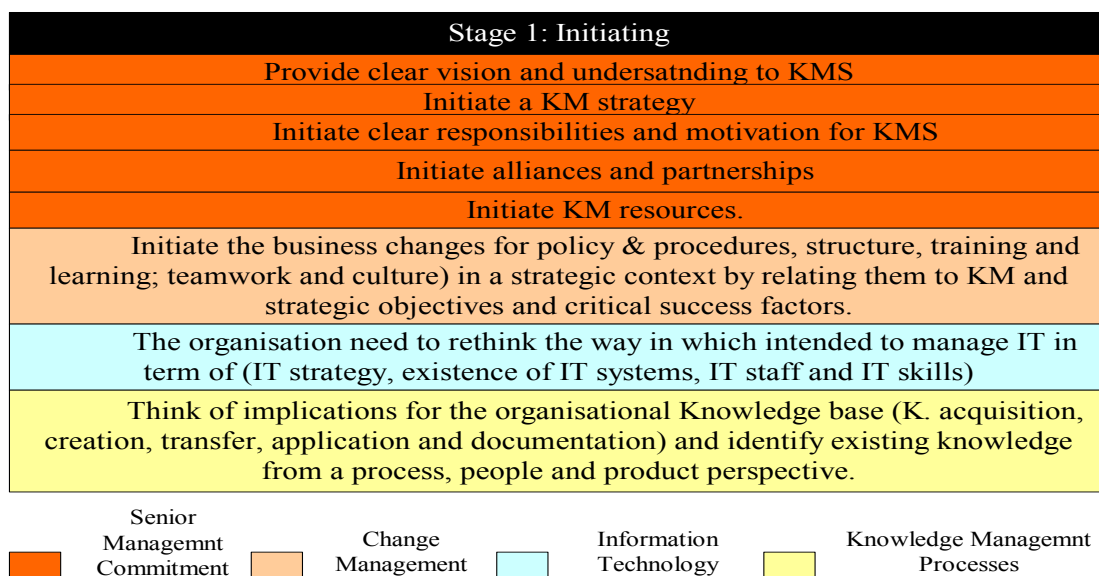 Stage 1: Initiating
Provide clear vision and undersatnding to KMS
Initiate a KM strategy
Initiate clear responsibilities and motivation for KMS
Initiate alliances and partnerships
Initiate KM resources.
Initiate the business changes for policy & procedures, structure, training and
learning; teamwork and culture) in a strategic context by relating them to KM and
strategic objectives and critical success factors.
The organisation need to rethink the way in which intended to manage IT in
term of (IT strategy, existence of IT systems, IT staff and IT skills)
Think of implications for the organisational Knowledge base (K. acquisition,
creation, transfer, application and documentation) and identify existing knowledge
from a process, people and product perspective.
Senior
Managemnt
Commitment
Change
Management
Information
Technology
Knowledge Managemnt
Processes